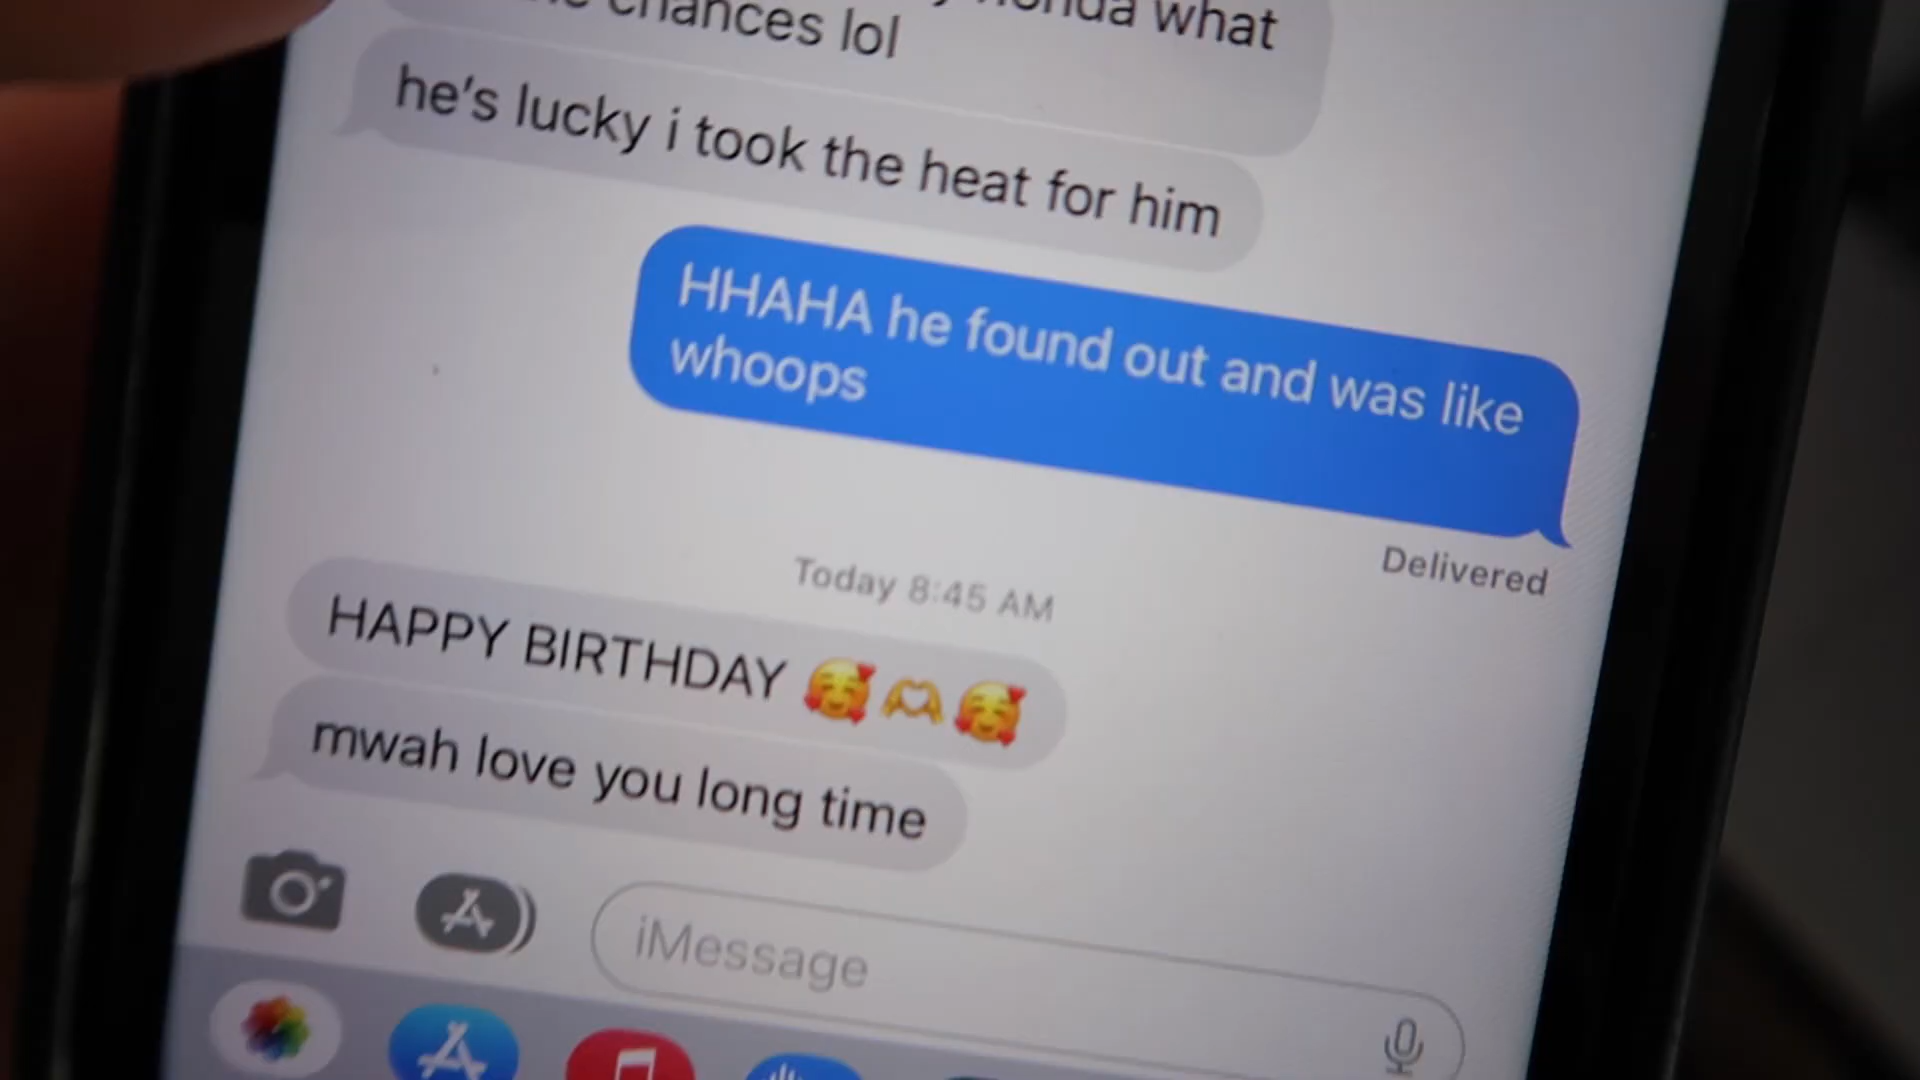 what
chances lol
he's lucky i took the heat for him
HHAHA he found out and was like
whoops
Delivered
Today 8:45 AM
HAPPY BIRTHDAY 🥰🫶🥰
mwah love you long time
iMessage